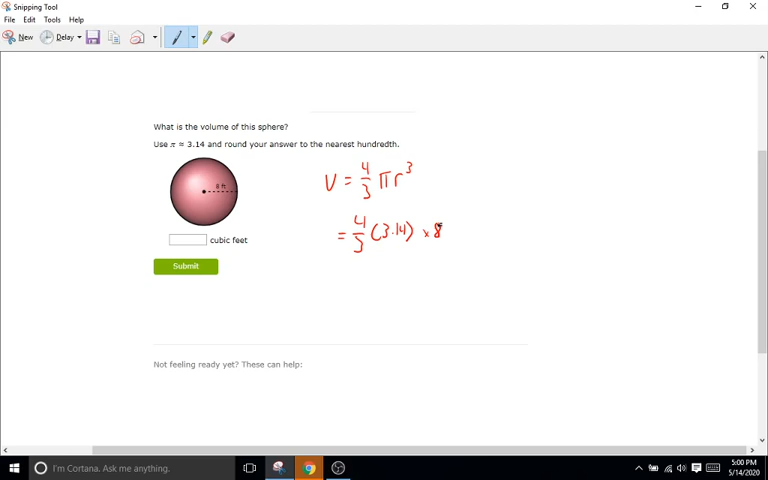 Snipping Tool
File Edit Tools Help
New Delay
What is the volume of this sphere?
Use π ≈ 3.14 and round your answer to the nearest hundredth.
8 ft
V = 4/3 πr³
= 4/3 (3.14) × 8
cubic feet
Submit
Not feeling ready yet? These can help:
I'm Cortana. Ask me anything.
5:00 PM
5/14/2020